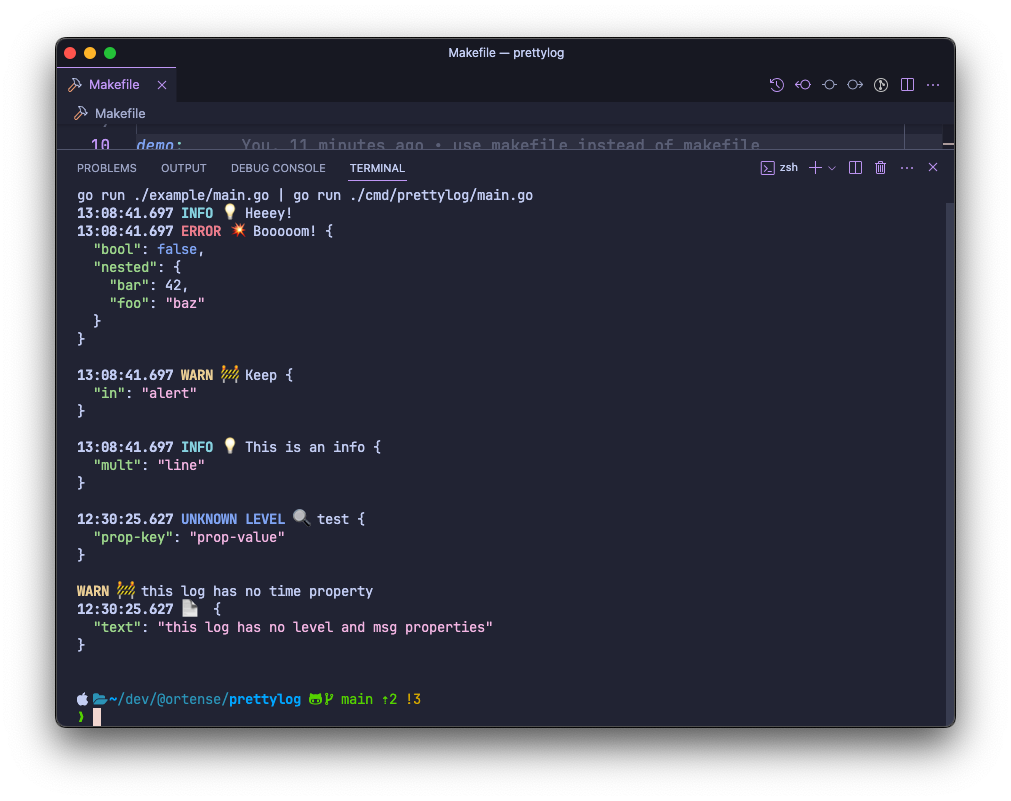 Makefile — prettylog
Makefile
Makefile
10 demo: You, 11 minutes ago • use makefile instead of makefile
PROBLEMS OUTPUT DEBUG CONSOLE TERMINAL zsh
go run ./example/main.go | go run ./cmd/prettylog/main.go
13:08:41.697 INFO 💡 Heeey!
13:08:41.697 ERROR 💥 Booooom! {
  "bool": false,
  "nested": {
    "bar": 42,
    "foo": "baz"
  }
}
13:08:41.697 WARN 🚧 Keep {
  "in": "alert"
}
13:08:41.697 INFO 💡 This is an info {
  "mult": "line"
}
12:30:25.627 UNKNOWN LEVEL 🔍 test {
  "prop-key": "prop-value"
}
WARN 🚧 this log has no time property
12:30:25.627 📄 {
  "text": "this log has no level and msg properties"
}
~/dev/@ortense/prettylog main ⇡2 !3
❯